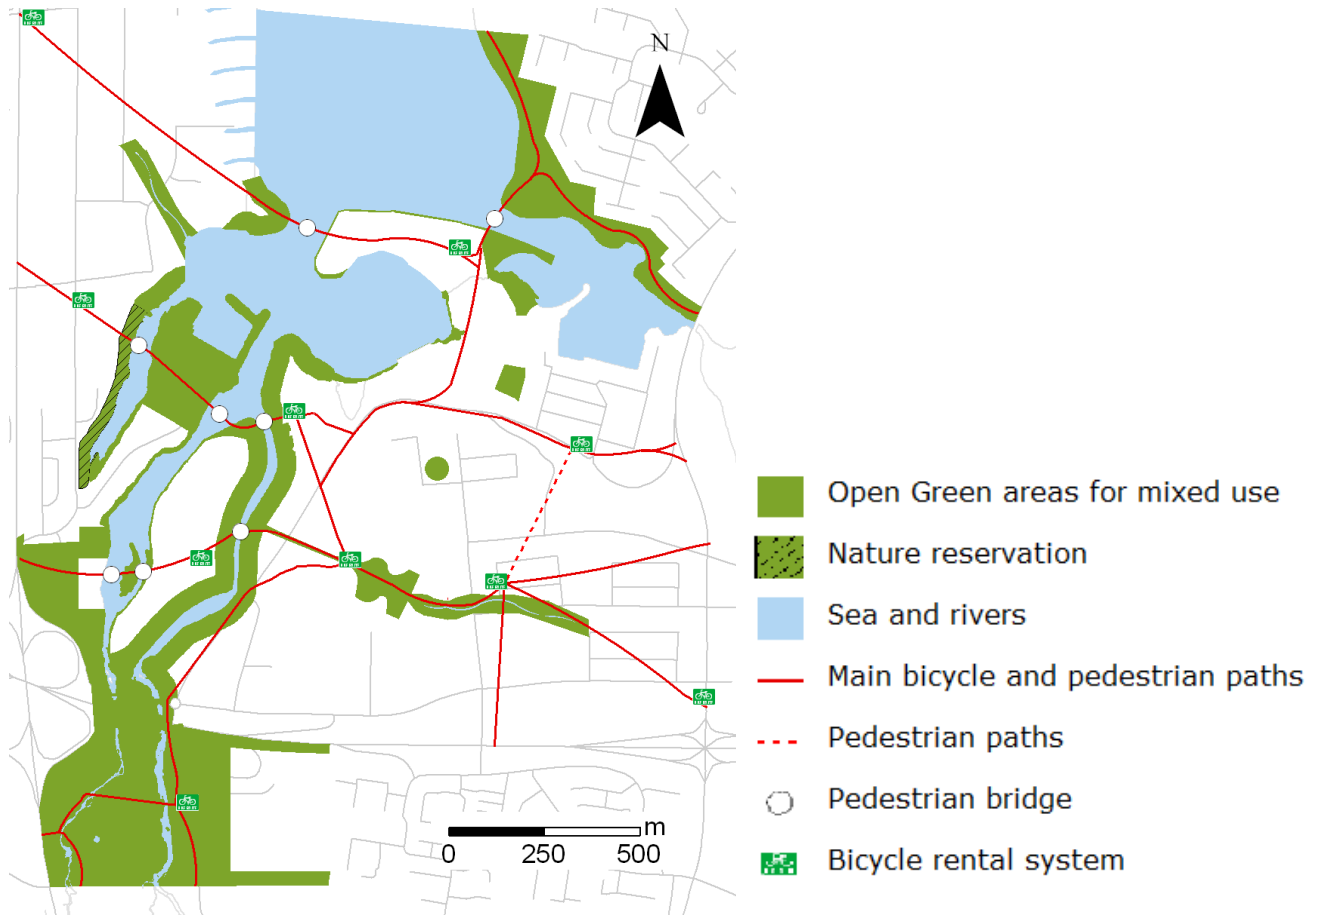 N
m
0 250 500
Open Green areas for mixed use
Nature reservation
Sea and rivers
Main bicycle and pedestrian paths
Pedestrian paths
Pedestrian bridge
Bicycle rental system